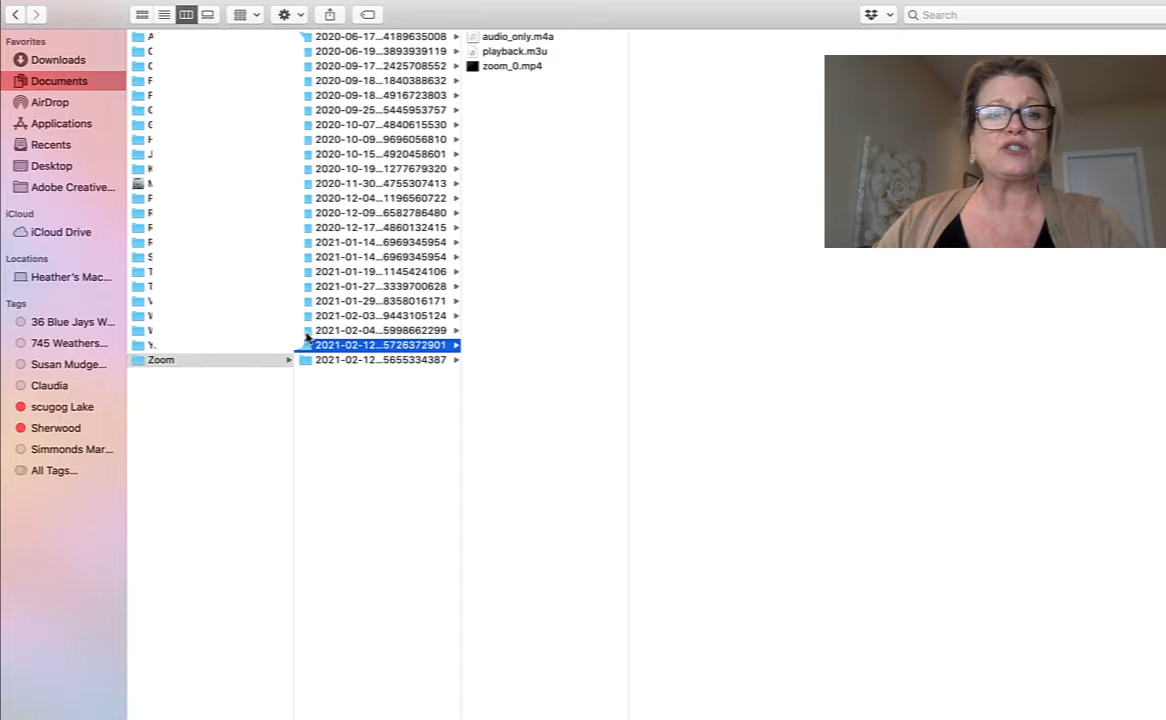 Search
Favorites
Downloads
Documents
AirDrop
Applications
Recents
Desktop
Adobe Creative...
iCloud
iCloud Drive
Locations
Heather's Mac...
Tags
36 Blue Jays W...
745 Weathers...
Susan Mudge...
Claudia
scugog Lake
Sherwood
Simmonds Mar...
All Tags...
A
C
C
F
F
G
G
H
J
K
M
P
R
R
R
S
T
T
V
Y
Zoom
2020-06-17...4189635008
2020-06-19...3893939119
2020-09-17...2425708552
2020-09-18...1840388632
2020-09-18...4916723803
2020-09-25...5445953757
2020-10-07...4840615530
2020-10-09...9696056810
2020-10-15...4920458601
2020-10-19...1277679320
2020-11-30...4755307413
2020-12-04...1196560722
2020-12-09...6582786480
2020-12-17...4860132415
2021-01-14...6969345954
2021-01-14...6969345954
2021-01-19...1145424106
2021-01-27...3339700628
2021-01-29...8358016171
2021-02-03...9443105124
2021-02-04...5998662299
2021-02-12...5726372901
2021-02-12...5655334387
audio_only.m4a
playback.m3u
zoom_0.mp4